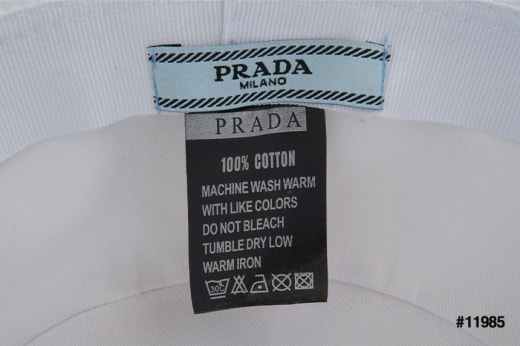 PRADA
MILANO
PRADA
100% COTTON
MACHINE WASH WARM
WITH LIKE COLORS
DO NOT BLEACH
TUMBLE DRY LOW
WARM IRON
30C
#11985